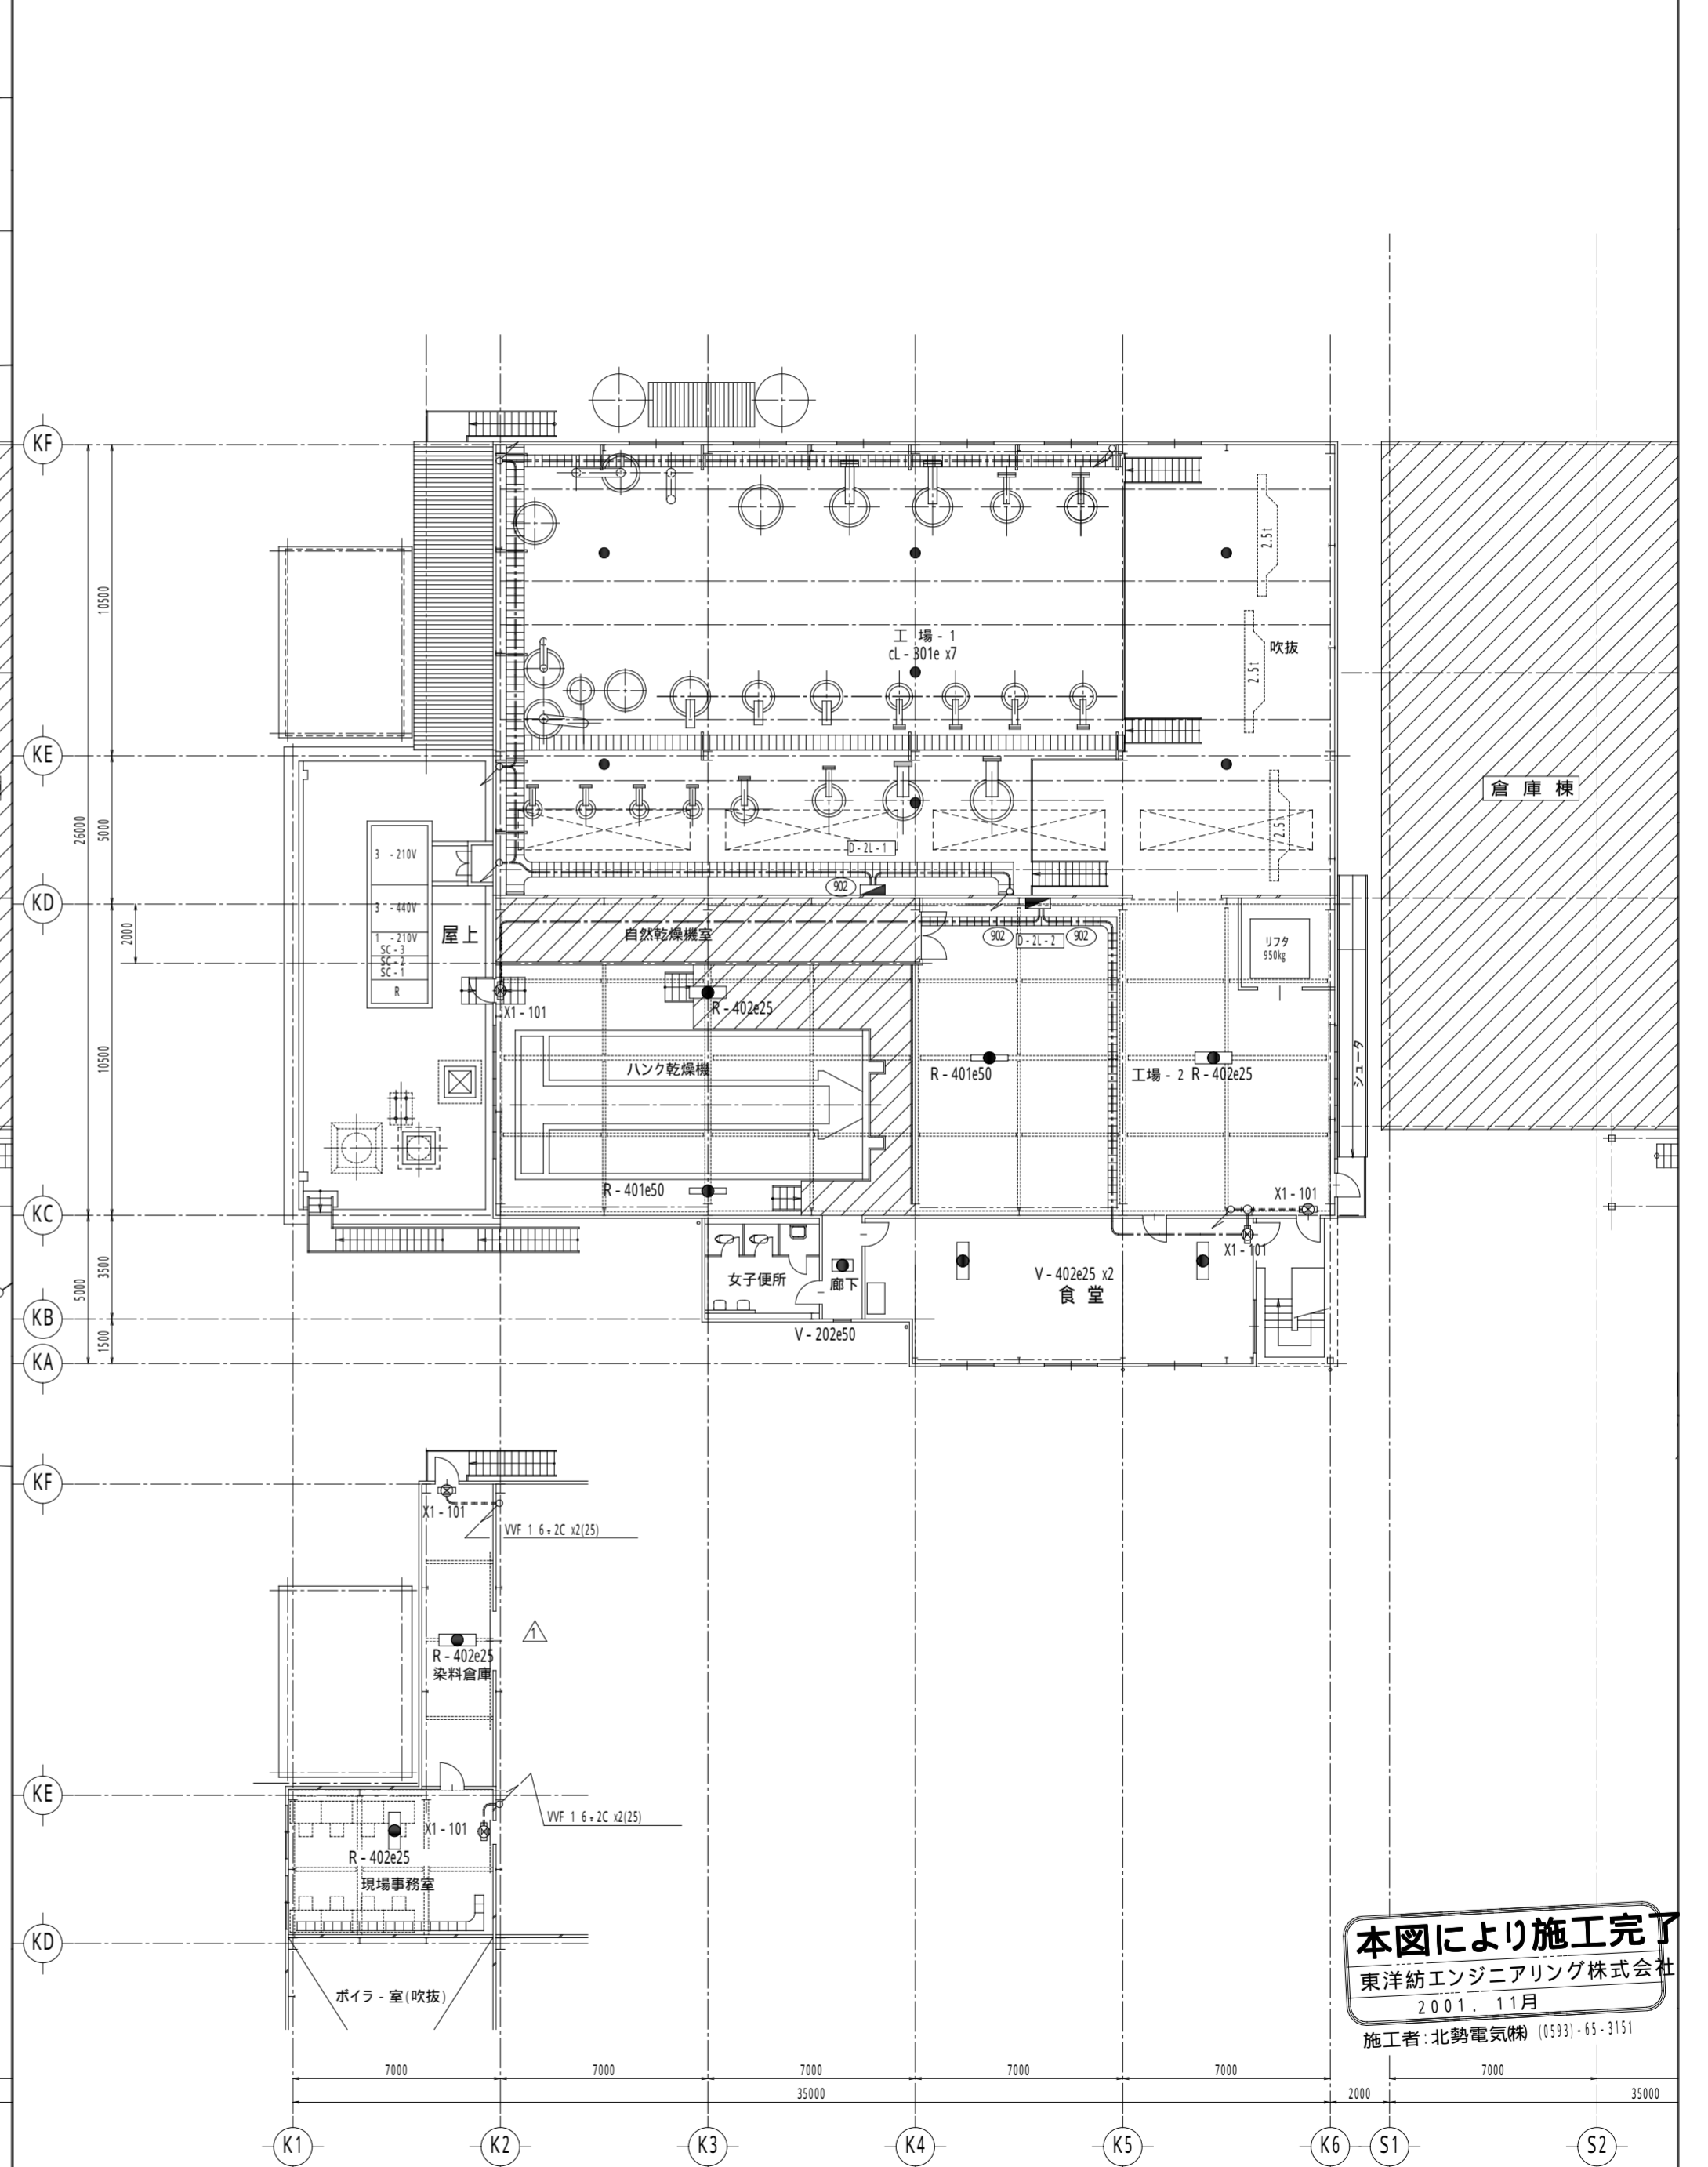 KF
10500
工 場 - 1
cL - 301e x7
2.5t
2.5t
吹抜
KE
倉 庫 棟
26000
5000
3 - 210V
2.5t
D - 2L - 1
902
KD
3 - 440V
2000
1 - 210V
SC - 3
SC - 2
SC - 1
R
屋上
自然乾燥機室
902
D - 2L - 2
902
リフタ
950kg
X1 - 101
R - 402e25
10500
ハンク乾燥機
R - 401e50
工場 - 2
R - 402e25
シュータ
R - 401e50
X1 - 101
KC
X1 - 101
3500
5000
女子便所
廊下
V - 402e25 x2
食 堂
KB
1500
V - 202e50
KA
KF
X1 - 101
VVF 1 6 - 2C x2(25)
1
R - 402e25
染料倉庫
KE
VVF 1 6 - 2C x2(25)
X1 - 101
R - 402e25
現場事務室
KD
ボイラ - 室(吹抜)
本図により施工完了
東洋紡エンジニアリング株式会社
2001. 11月
施工者:北勢電気㈱ (0593) - 65 - 3151
7000
7000
7000
7000
7000
7000
35000
2000
35000
K1
K2
K3
K4
K5
K6
S1
S2